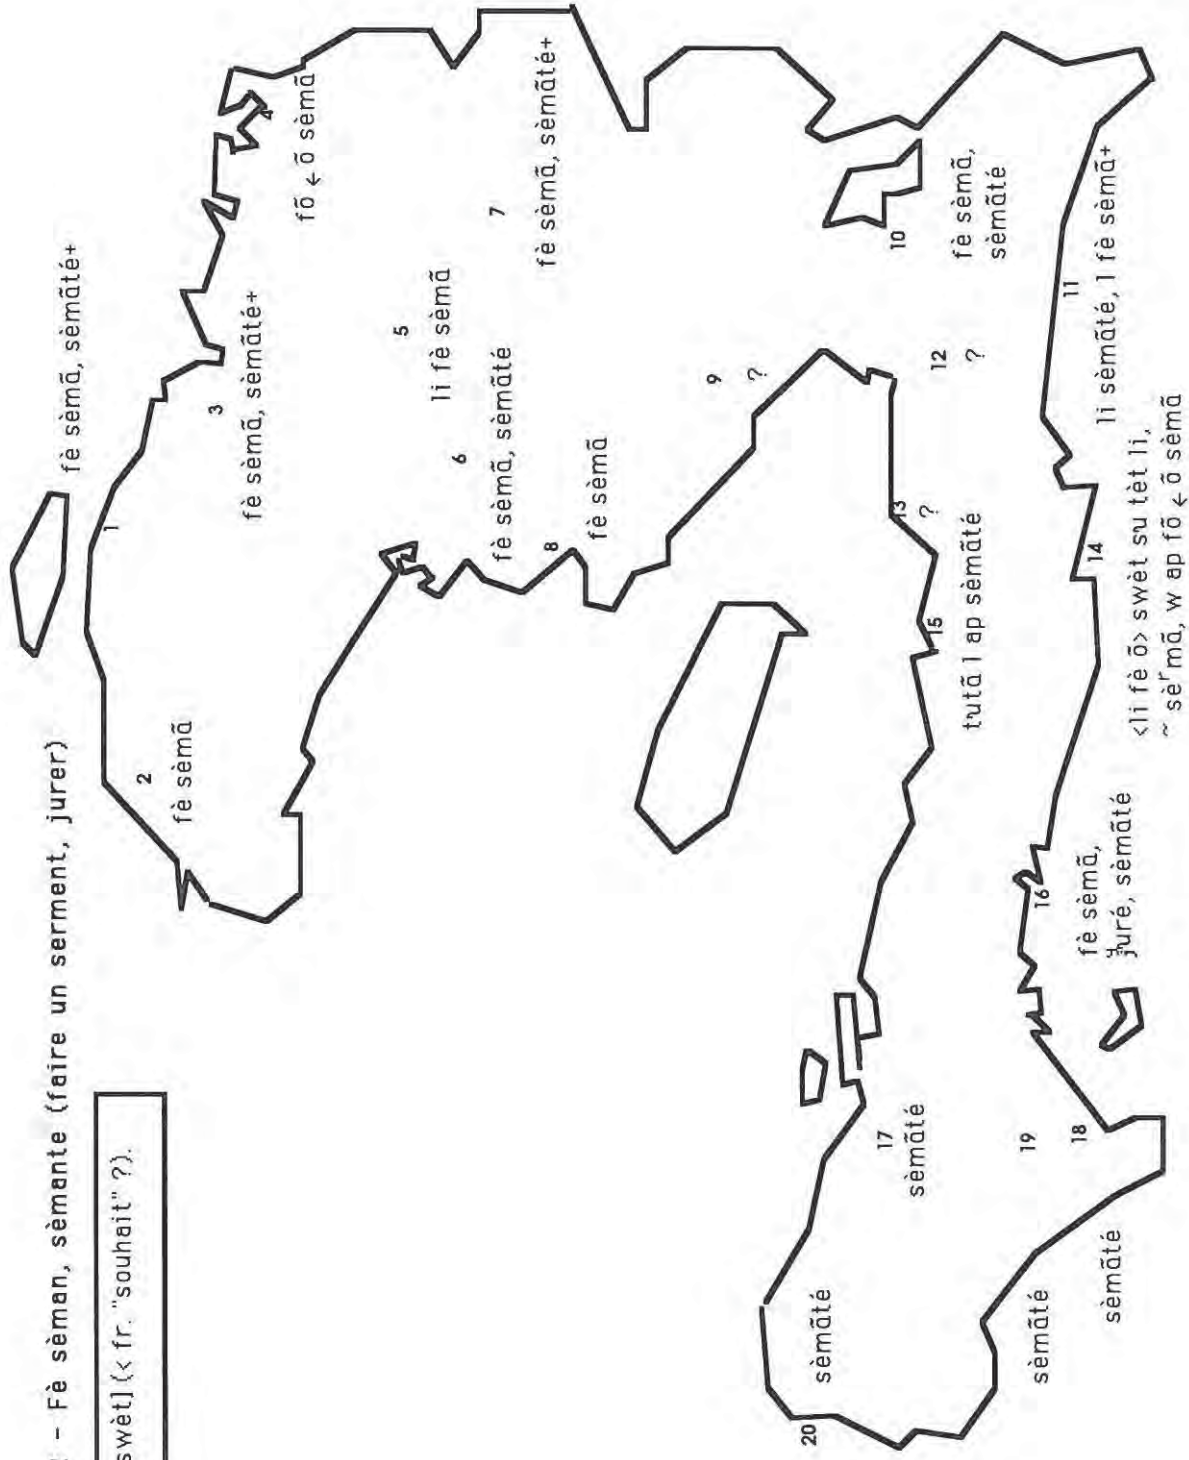 - Fè sèman, sèmante (faire un serment, jurer)
swèt] (< fr. "souhait" ?).
1
fè sèmã, sèmãté+
2
fè sèmã
3
fè sèmã, sèmãté+
4
fõ ← õ sèmã
5
li fè sèmã
6
fè sèmã, sèmãté
7
fè sèmã, sèmãté+
8
fè sèmã
9
?
10
fè sèmã,
sèmãté
11
li sèmãté, l fè sèmã+
12
?
13
?
14
<li fè õ> swèt su tèt li,
~ sèʳmã, w ap fõ ← õ sèmã
15
tutã l ap sèmãté
16
fè sèmã,
juré, sèmãté
17
sèmãté
18
sèmãté
19
sèmãté
20
sèmãté